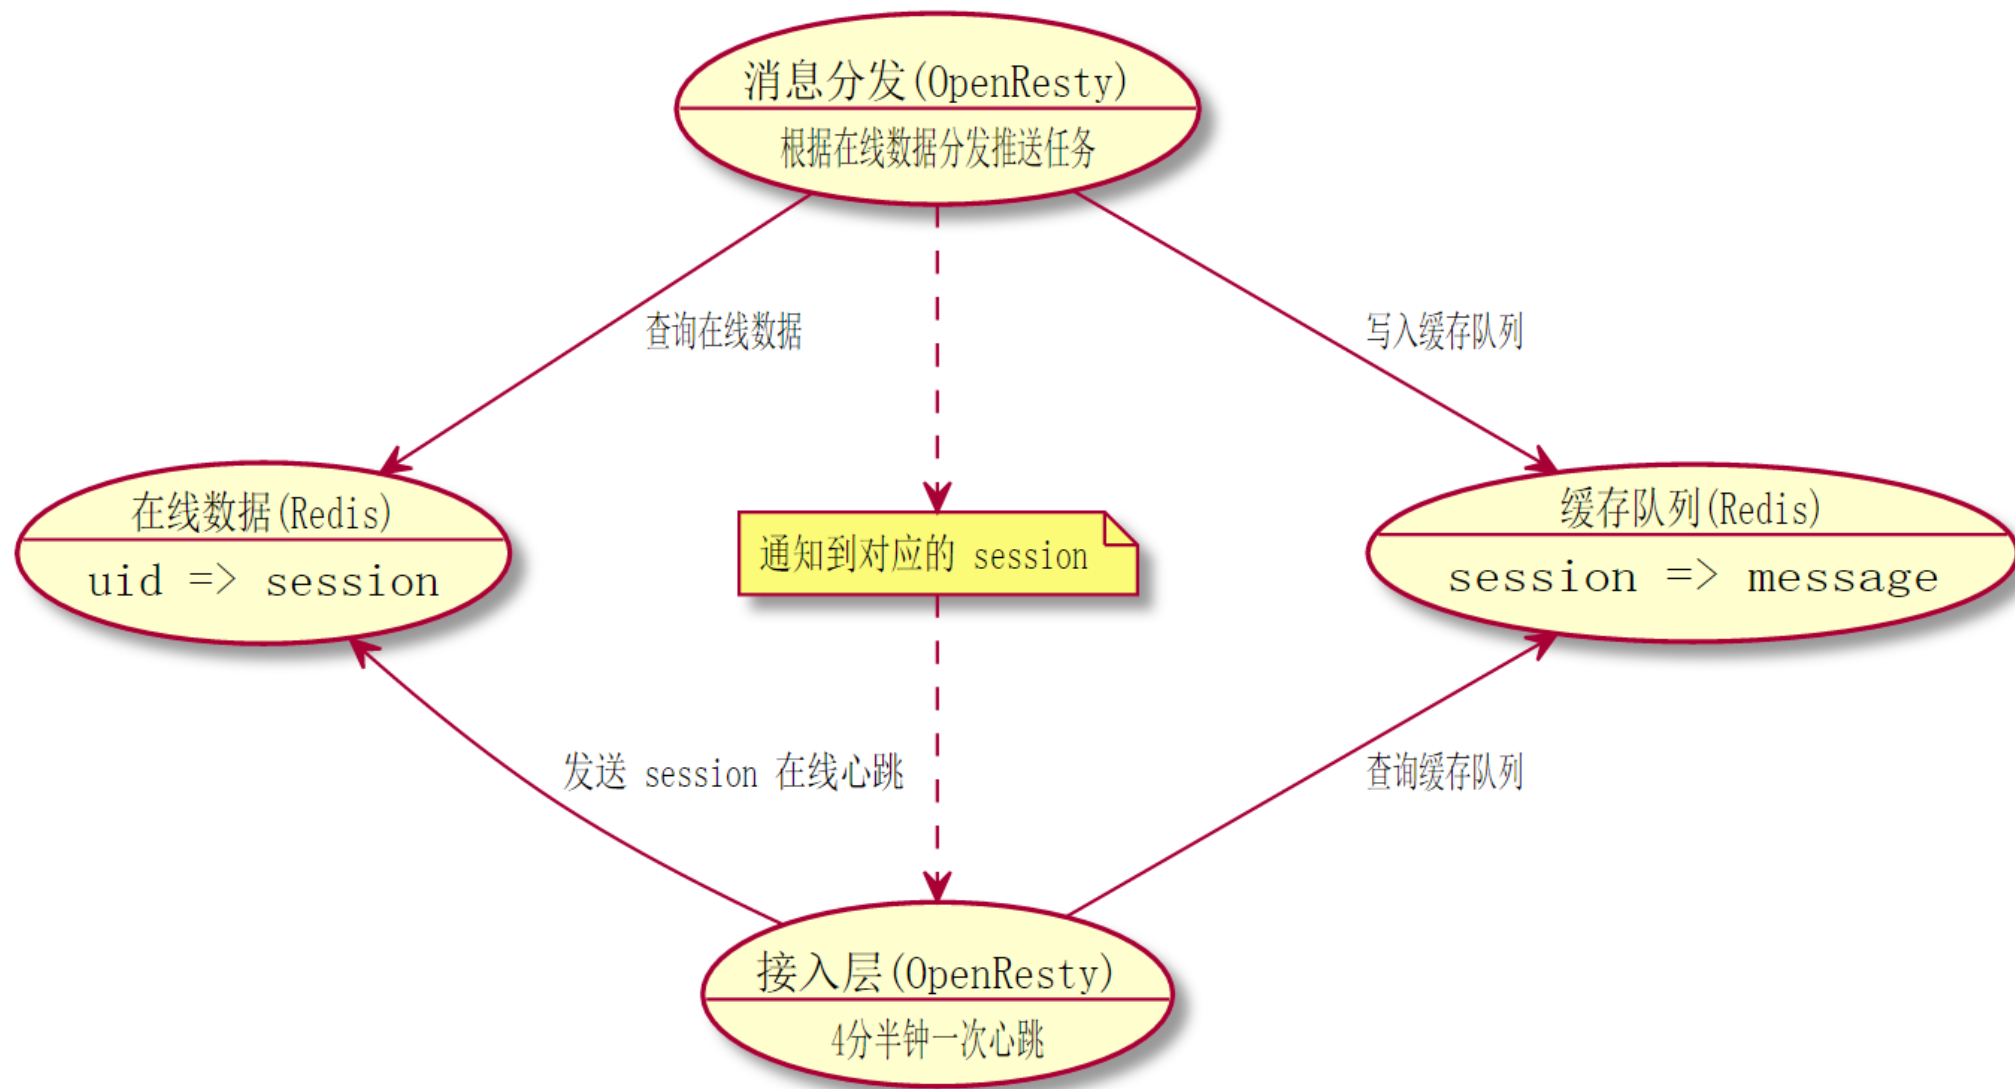 消息分发(OpenResty)
根据在线数据分发推送任务
查询在线数据
写入缓存队列
在线数据(Redis)
uid => session
通知到对应的 session
缓存队列(Redis)
session => message
发送 session 在线心跳
查询缓存队列
接入层(OpenResty)
4分半钟一次心跳